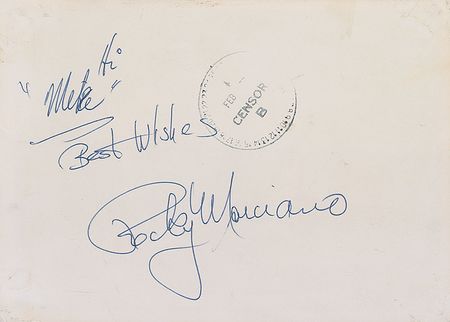 Hi
"Mike"
Best Wishes
Rocky Marciano
FEB
CENSOR
B